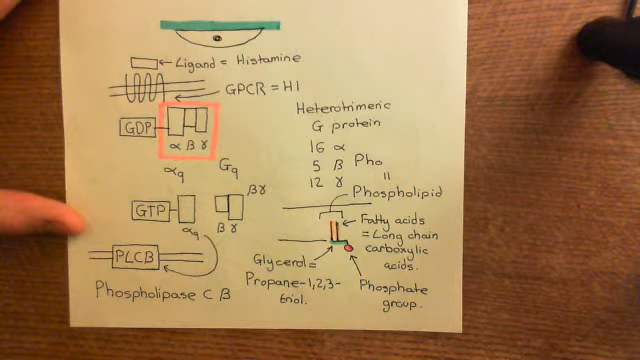 Ligand = Histamine
GPCR = H1
GDP
α β γ
αq
Gq
Heterotrimeric
G protein
16 α
5 β
12 γ
Pho
"
Phospholipid
GTP
αq
βγ
β γ
PLCβ
Phospholipase C β
Fatty acids
= Long chain
carboxylic
acids.
Glycerol =
Propane-1,2,3-
triol.
Phosphate
group.